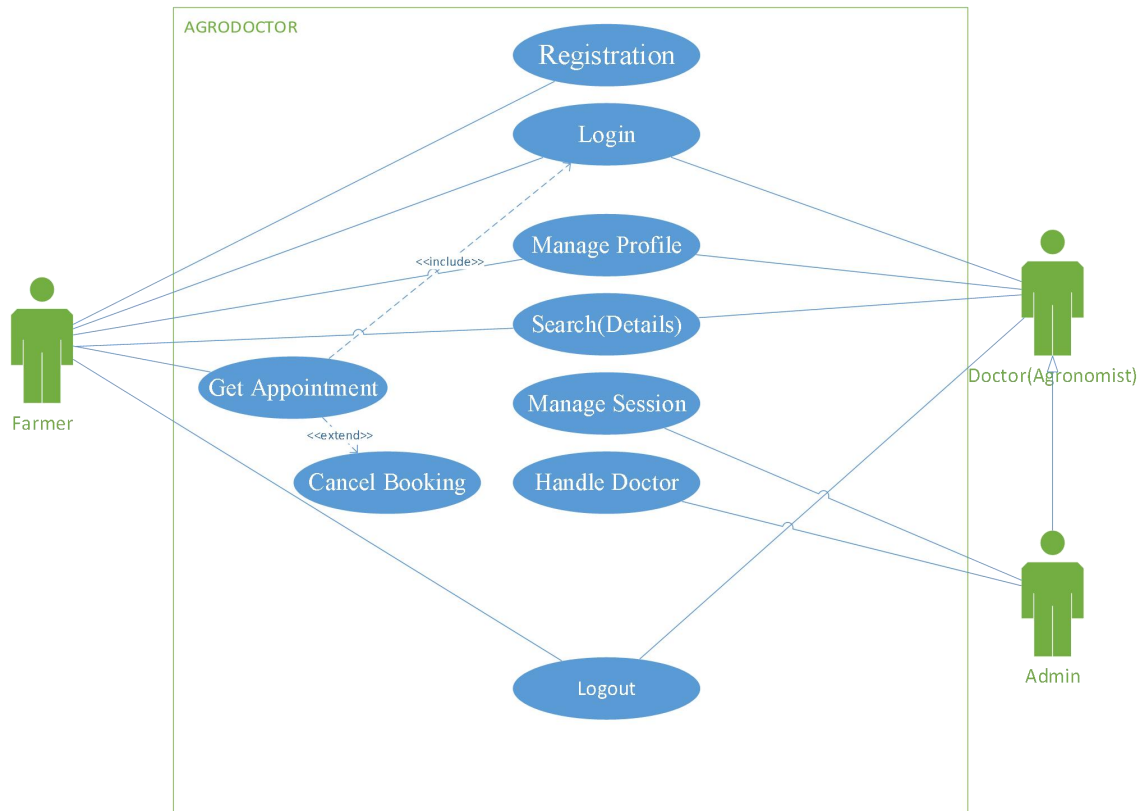 AGRODOCTOR
Registration
Login
Manage Profile
<<include>>
Search(Details)
Get Appointment
Doctor(Agronomist)
Manage Session
Farmer
<<extend>>
Cancel Booking
Handle Doctor
Admin
Logout